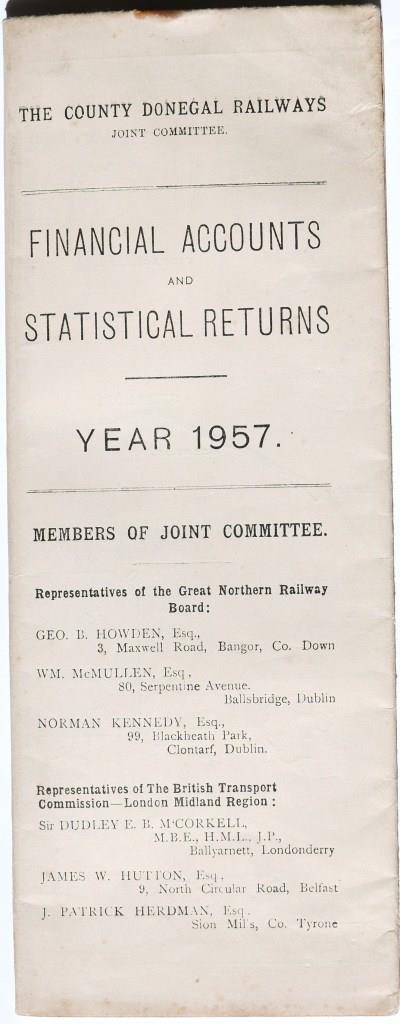 THE COUNTY DONEGAL RAILWAYS
JOINT COMMITTEE.
FINANCIAL ACCOUNTS
AND
STATISTICAL RETURNS
YEAR 1957.
MEMBERS OF JOINT COMMITTEE.
Representatives of the Great Northern Railway
Board:
GEO. B. HOWDEN, Esq.,
3, Maxwell Road, Bangor, Co. Down
WM. McMULLEN, Esq.,
80, Serpentine Avenue.
Ballsbridge, Dublin
NORMAN KENNEDY, Esq.,
99, Blackheath Park,
Clontarf, Dublin.
Representatives of The British Transport
Commission—London Midland Region:
Sir DUDLEY E. B. McCORKELL,
M.B.E., H.M.L., J.P.,
Ballyarnett, Londonderry
JAMES W. HUTTON, Esq.,
9, North Circular Road, Belfast
J. PATRICK HERDMAN, Esq.
Sion Mil's, Co. Tyrone